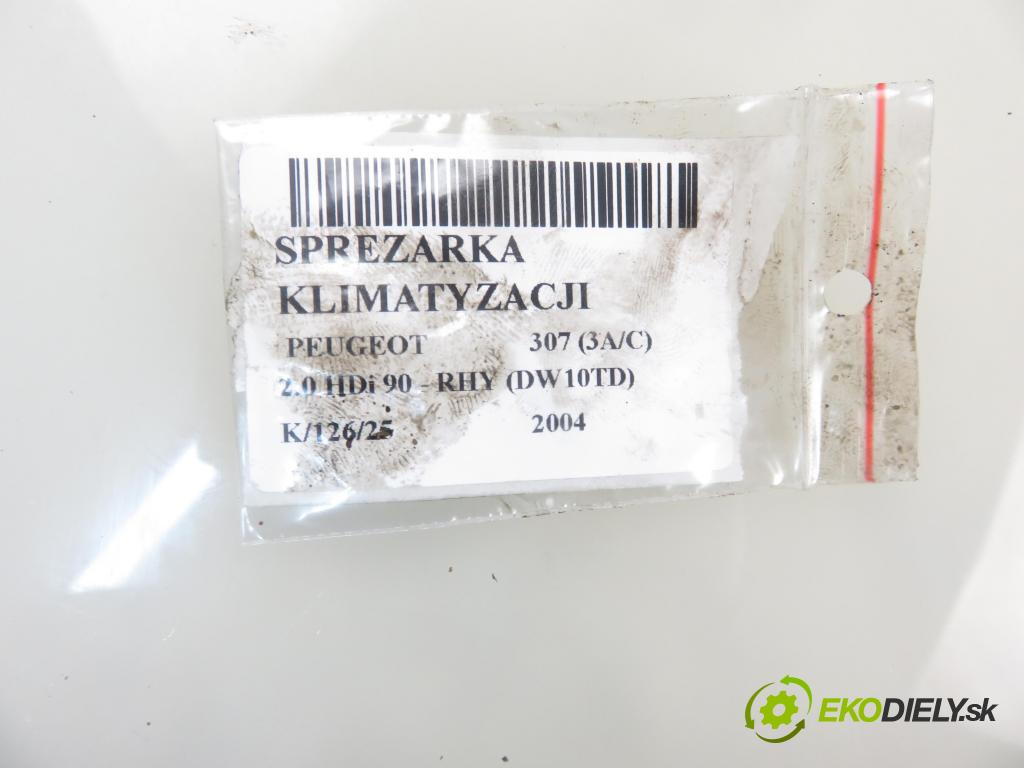 SPREZARKA
KLIMATYZACJI
PEUGEOT 307 (3A/C)
2.0 HDi 90 - RHY (DW10TD)
K/126/25 2004
EKODIELY.sk